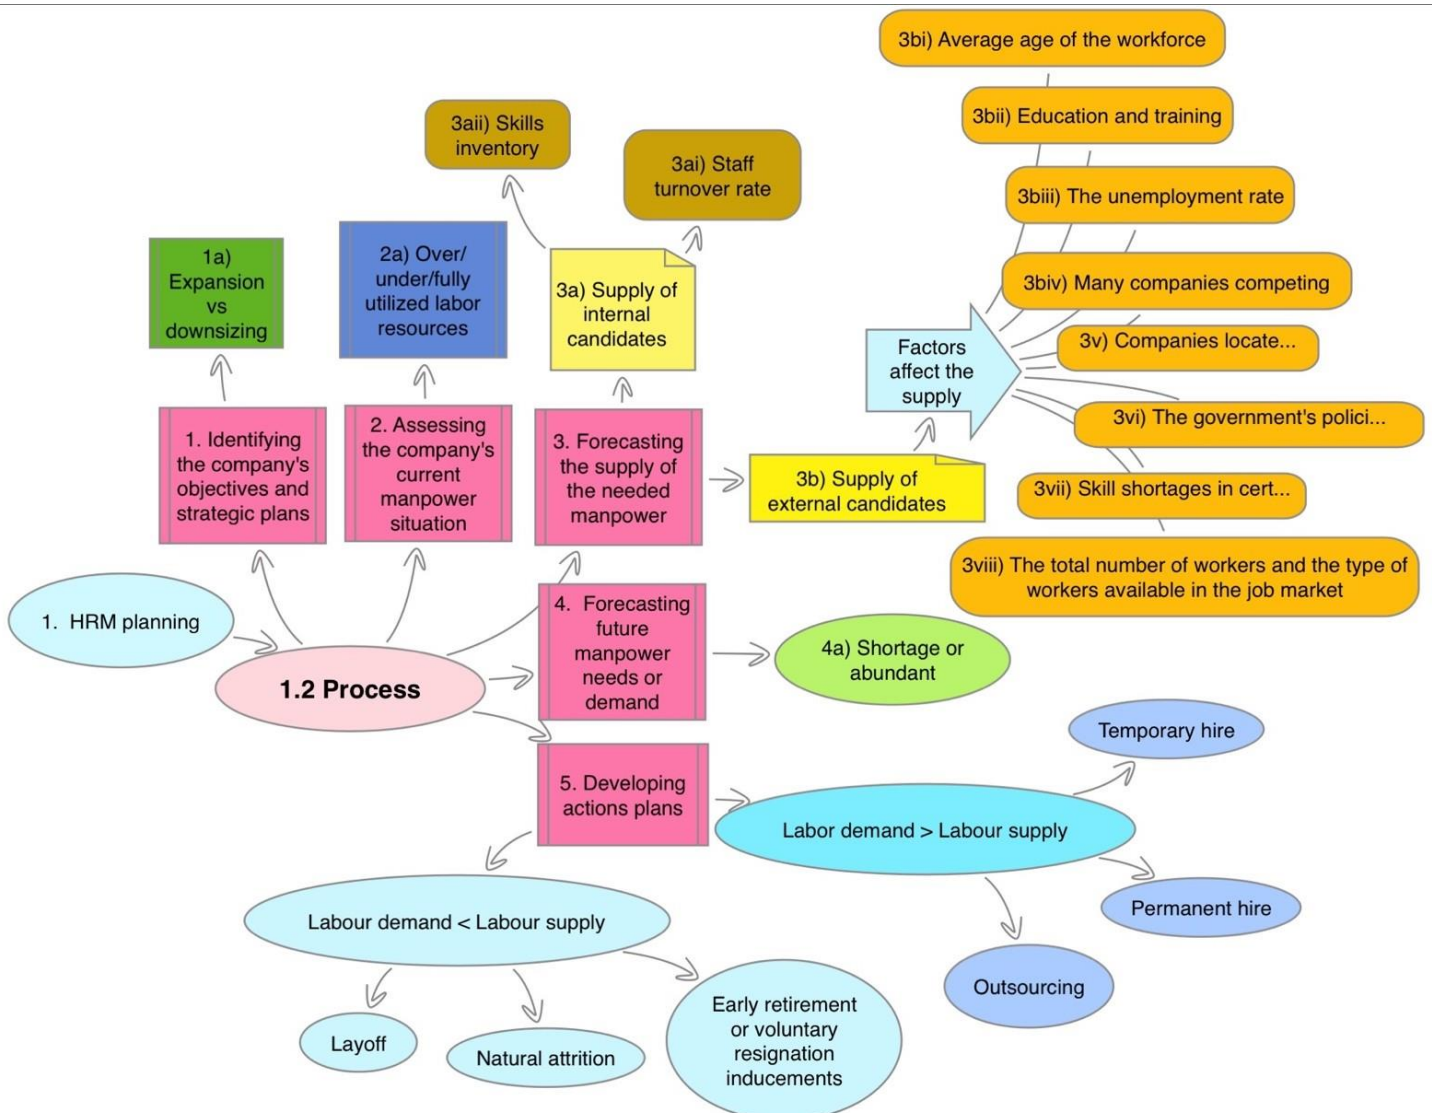 3bi) Average age of the workforce
3bii) Education and training
3aii) Skills
inventory
3ai) Staff
turnover rate
3biii) The unemployment rate
1a)
Expansion
vs
downsizing
2a) Over/
under/fully
utilized labor
resources
3a) Supply of
internal
candidates
3biv) Many companies competing
Factors
affect the
supply
3v) Companies locate...
3vi) The government's polici...
1. Identifying
the company's
objectives and
strategic plans
2. Assessing
the company's
current
manpower
situation
3. Forecasting
the supply of
the needed
manpower
3b) Supply of
external candidates
3vii) Skill shortages in cert...
3viii) The total number of workers and the type of
workers available in the job market
1. HRM planning
1.2 Process
4. Forecasting
future
manpower
needs or
demand
4a) Shortage or
abundant
5. Developing
actions plans
Temporary hire
Labor demand > Labour supply
Permanent hire
Outsourcing
Labour demand < Labour supply
Layoff
Natural attrition
Early retirement
or voluntary
resignation
inducements